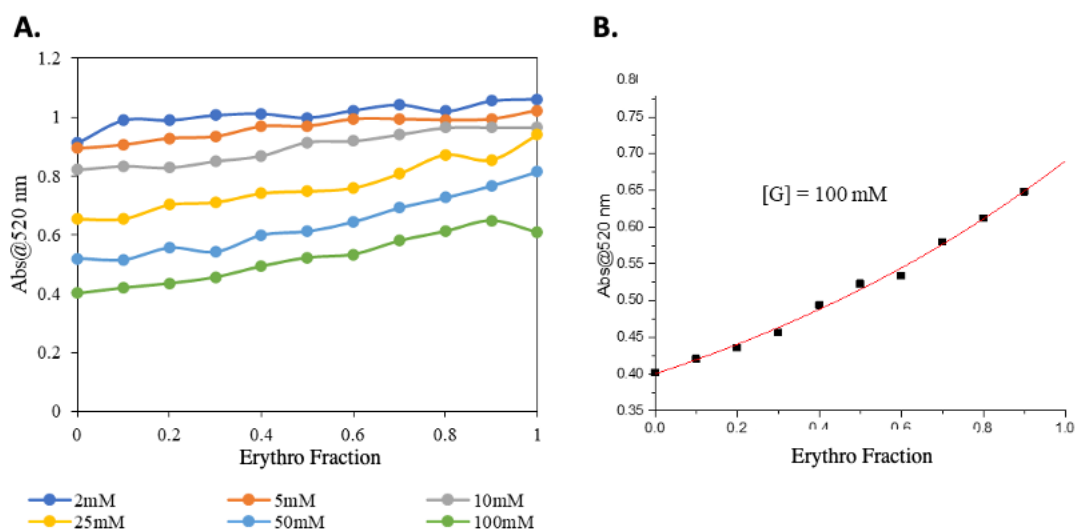 A.
1.2
1
0.8
0.6
0.4
0.2
0
Abs@520 nm
0 0.2 0.4 0.6 0.8 1
Erythro Fraction
2mM 5mM 10mM
25mM 50mM 100mM
B.
0.75
0.70
0.65
0.60
0.55
0.50
0.45
0.40
0.35
Abs@520 nm
[G] = 100 mM
0.0 0.2 0.4 0.6 0.8 1.0
Erythro Fraction